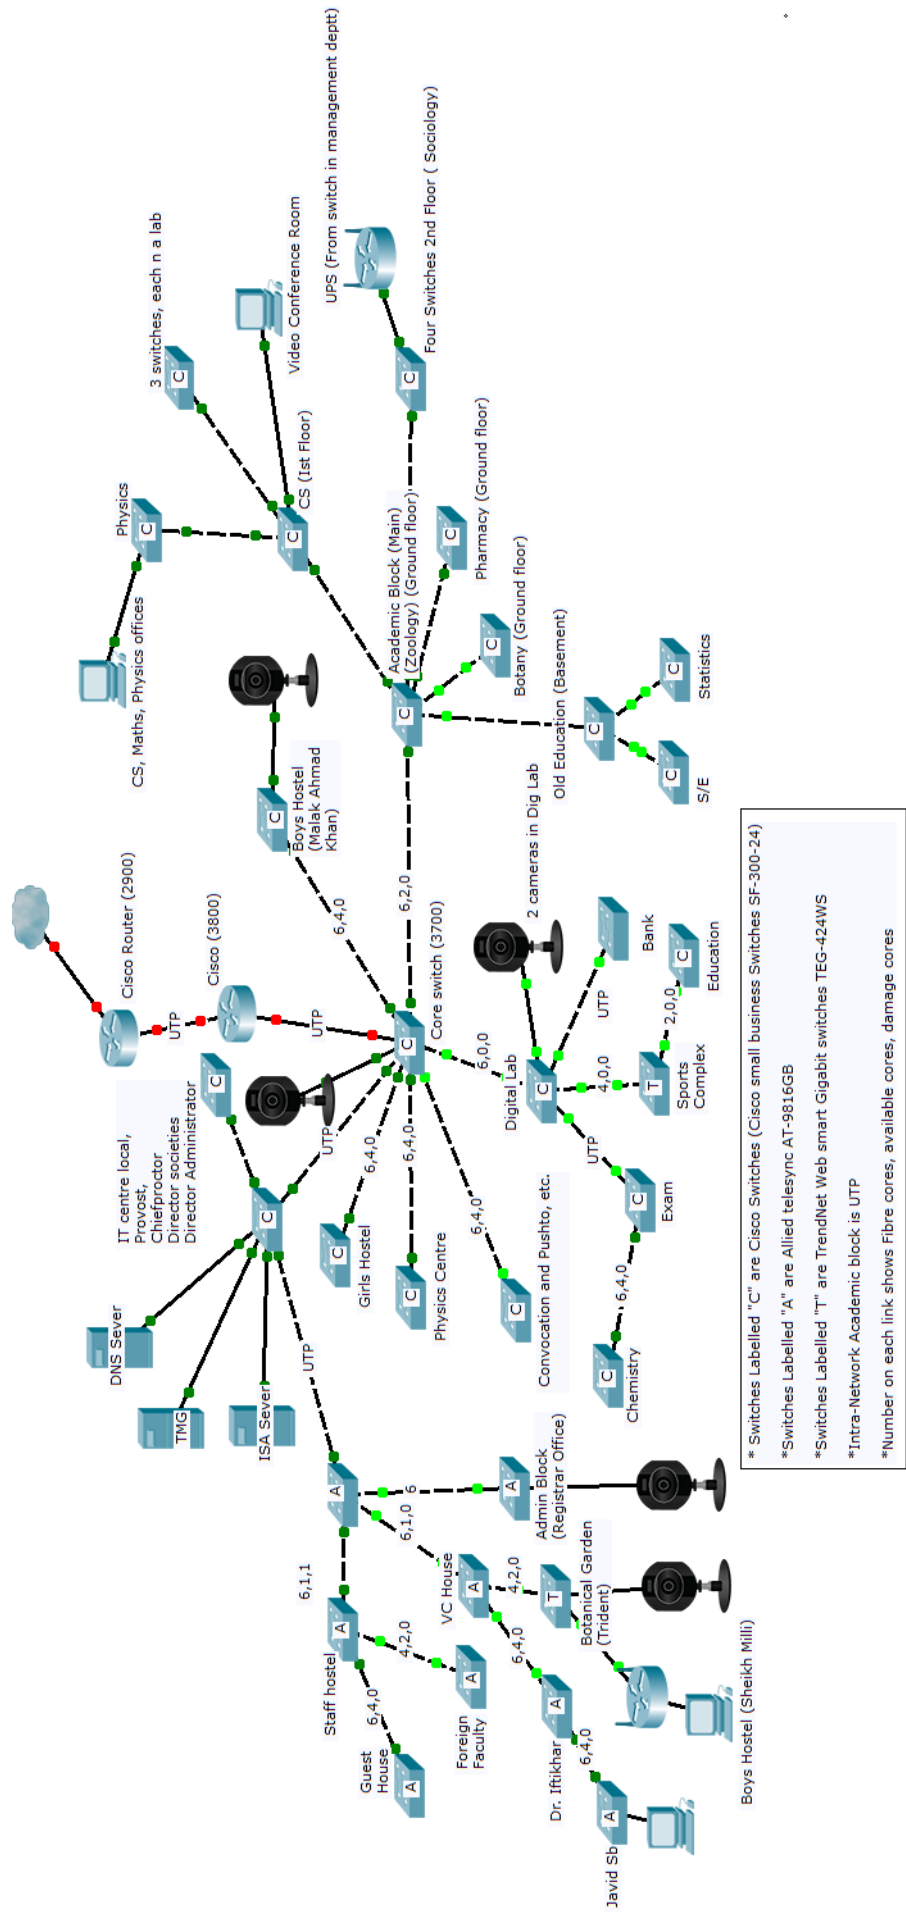 Cisco Router (2900)
UTP
Cisco (3800)
UTP
Core switch (3700)
IT centre local,
Provost,
Chiefproctor
Director societies
Director Administrator
C
C
C
UTP
DNS Sever
TMG
ISA Sever
UTP
A
6,1,1
Staff hostel
A
6,4,0
Guest
House
A
4,2,0
Foreign
Faculty
A
6,1,0
VC House
A
6
Admin Block
(Registrar Office)
A
4,2,0
Botanical Garden
(Trident)
T
6,4,0
Dr. Iftikhar
A
6,4,0
Javid Sb
A
Boys Hostel (Sheikh Milli)
6,4,0
Girls Hostel
C
6,4,0
Physics Centre
C
6,4,0
Convocation and Pushto, etc.
C
6,0,0
Digital Lab
C
2 cameras in Dig Lab
UTP
Bank
4,0,0
Sports
Complex
T
2,0,0
Education
C
UTP
Exam
C
6,4,0
Chemistry
C
6,4,0
Boys Hostel
(Malak Ahmad
Khan)
C
6,2,0
Academic Block (Main)
(Zoology) (Ground floor)
C
CS (Ist Floor)
C
Physics
C
CS, Maths, Physics offices
3 switches, each n a lab
C
Video Conference Room
UPS (From switch in management deptt)
Four Switches 2nd Floor ( Sociology)
C
Pharmacy (Ground floor)
C
Botany (Ground floor)
C
Old Education (Basement)
C
Statistics
C
S/E
C
* Switches Labelled "C" are Cisco Switches (Cisco small business Switches SF-300-24)
*Switches Labelled "A" are Allied telesync AT-9816GB
*Switches Labelled "T" are TrendNet Web smart Gigabit switches TEG-424WS
*Intra-Network Academic block is UTP
*Number on each link shows Fibre cores, available cores, damage cores